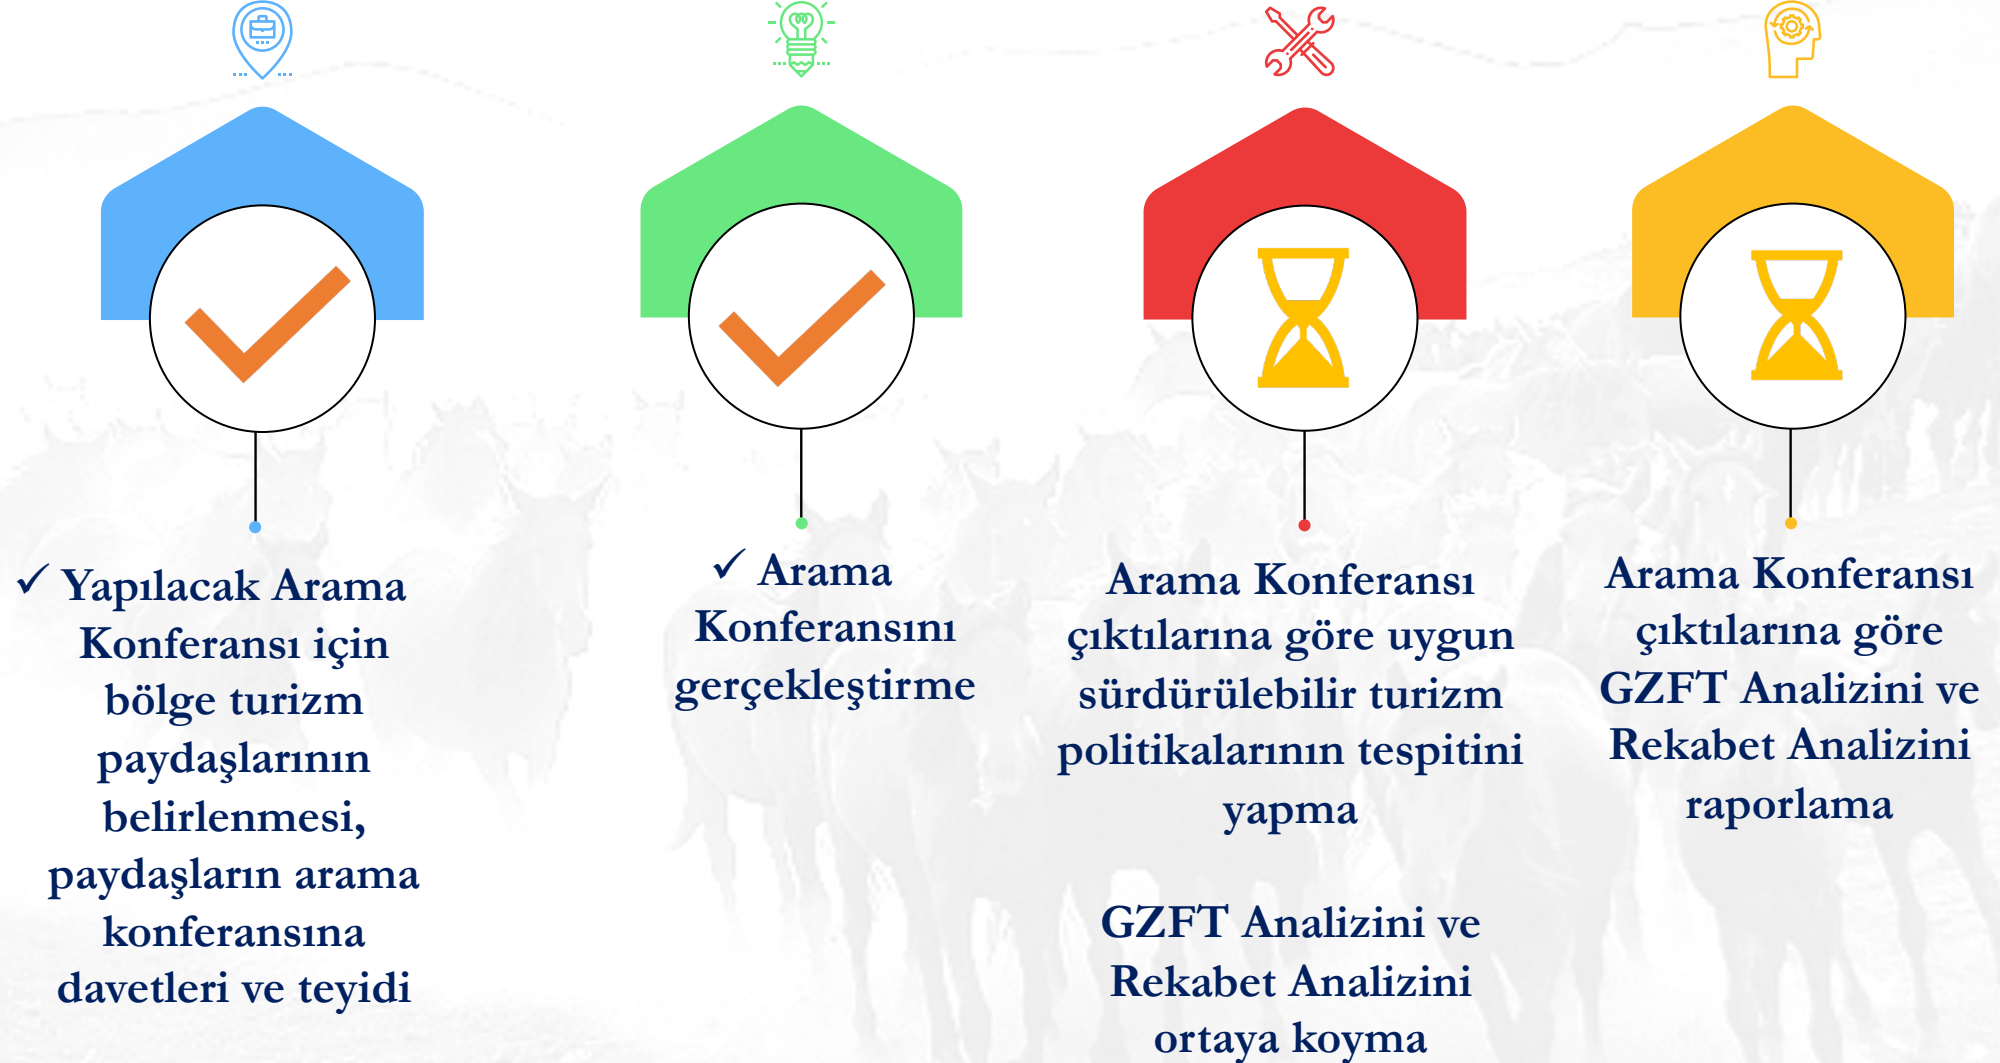 ✓ Yapılacak Arama
Konferansı için
bölge turizm
paydaşlarının
belirlenmesi,
paydaşların arama
konferansına
davetleri ve teyidi
✓ Arama
Konferansını
gerçekleştirme
Arama Konferansı
çıktılarına göre uygun
sürdürülebilir turizm
politikalarının tespitini
yapma
GZFT Analizini ve
Rekabet Analizini
ortaya koyma
Arama Konferansı
çıktılarına göre
GZFT Analizini ve
Rekabet Analizini
raporlama